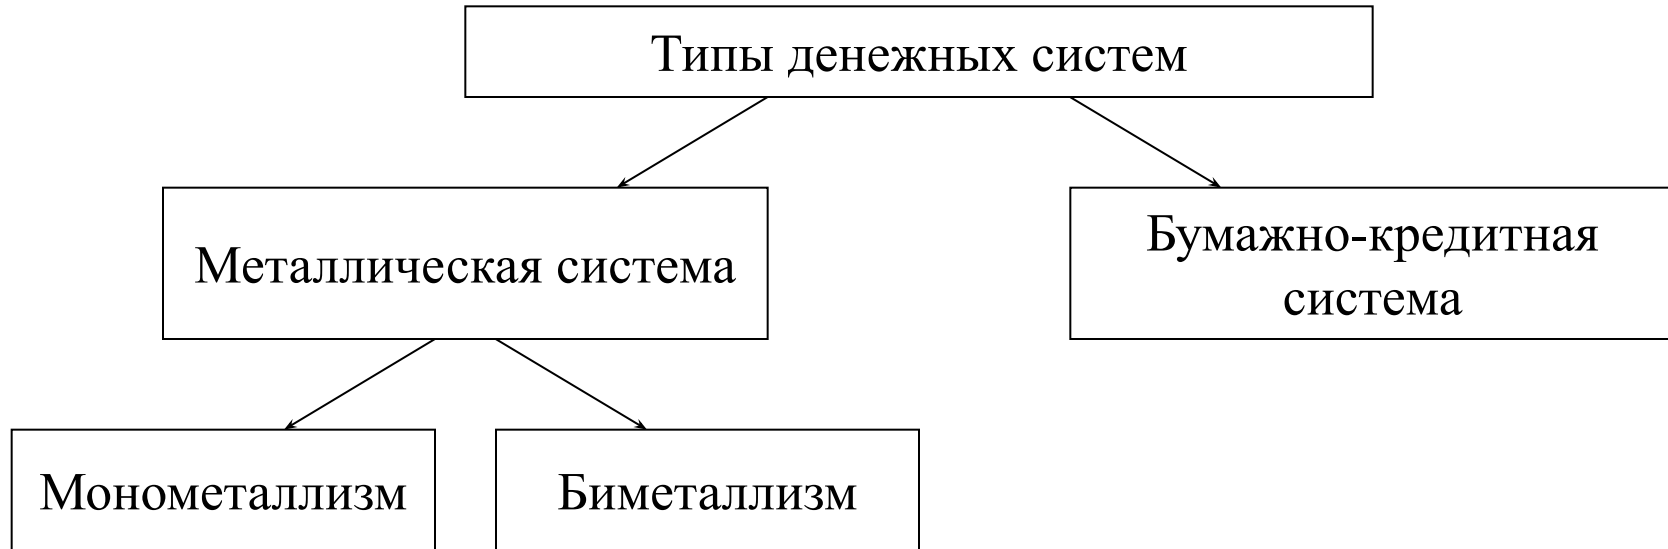 Типы денежных систем
Металлическая система
Бумажно-кредитная
система
Монометаллизм
Биметаллизм